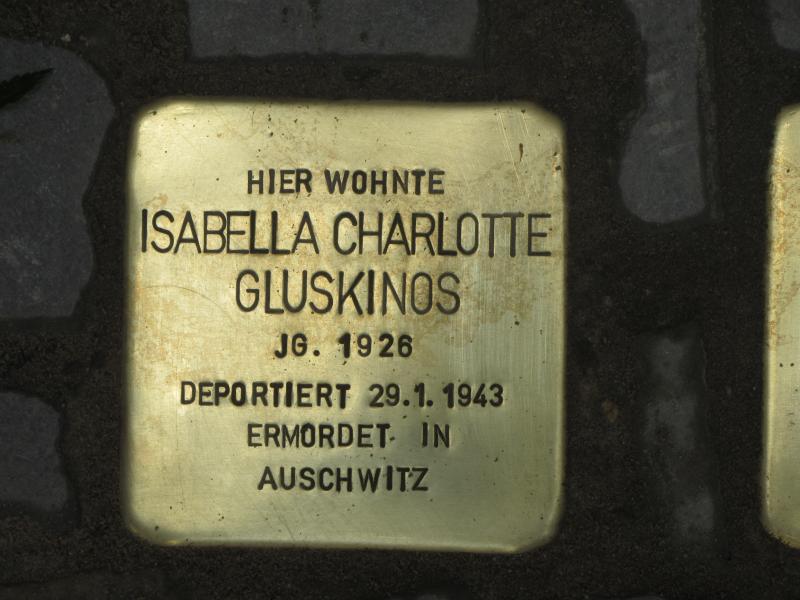 HIER WOHNTE
ISABELLA CHARLOTTE
GLUSKINOS
JG. 1926
DEPORTIERT 29.1.1943
ERMORDET IN
AUSCHWITZ